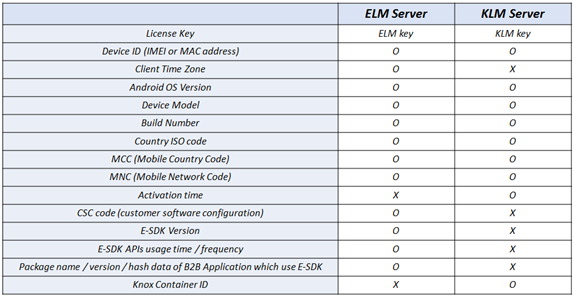 ELM Server KLM Server
License Key ELM key KLM key
Device ID (IMEI or MAC address) O O
Client Time Zone O X
Android OS Version O O
Device Model O O
Build Number O O
Country ISO code O O
MCC (Mobile Country Code) O O
MNC (Mobile Network Code) O O
Activation time X O
CSC code (customer software configuration) O X
E-SDK Version O X
E-SDK APIs usage time / frequency O X
Package name / version / hash data of B2B Application which use E-SDK O X
Knox Container ID X O